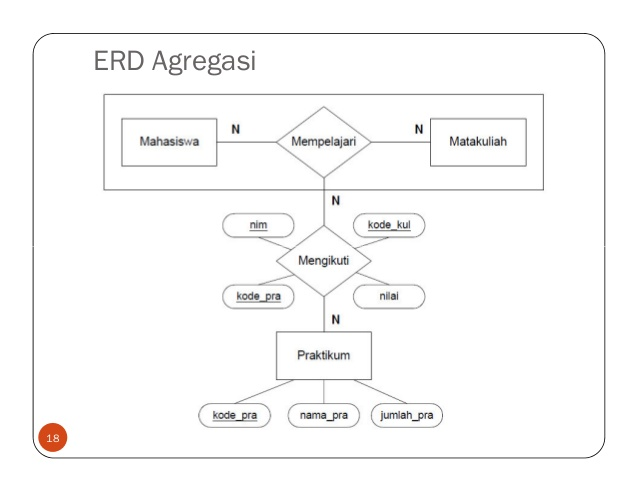 ERD Agregasi
Mahasiswa
N
Mempelajari
N
Matakuliah
N
nim
kode_kul
Mengikuti
kode_pra
nilai
N
Praktikum
kode_pra
nama_pra
jumlah_pra
18